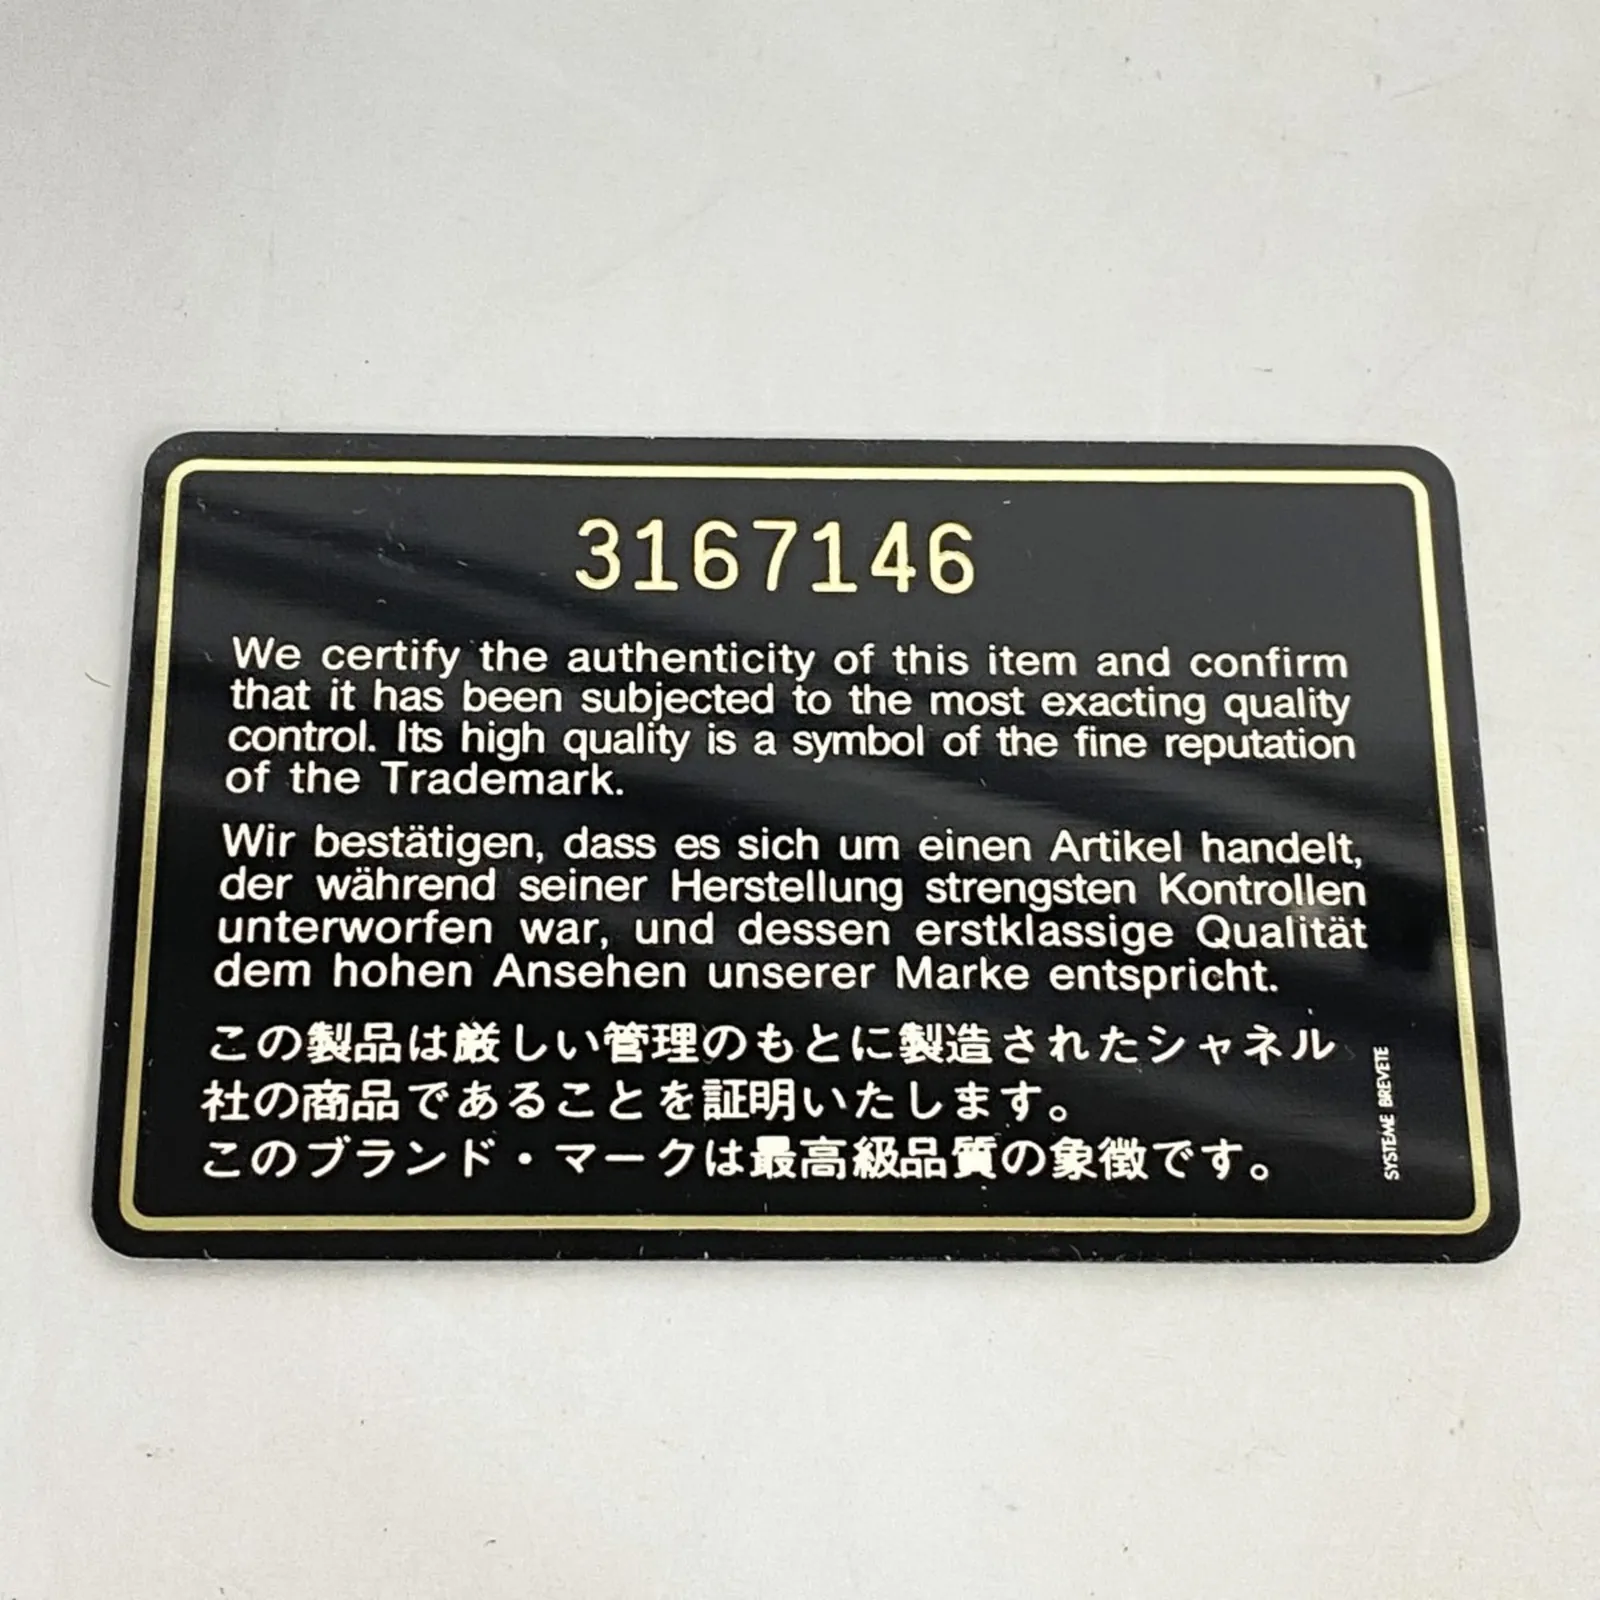 3167146
We certify the authenticity of this item and confirm
that it has been subjected to the most exacting quality
control. Its high quality is a symbol of the fine reputation
of the Trademark.
Wir bestätigen, dass es sich um einen Artikel handelt,
der während seiner Herstellung strengsten Kontrollen
unterworfen war, und dessen erstklassige Qualität
dem hohen Ansehen unserer Marke entspricht.
この製品は厳しい管理のもとに製造されたシャネル
社の商品であることを証明いたします。
このブランド・マークは最高級品質の象徴です。
SYSTEME BREVETE